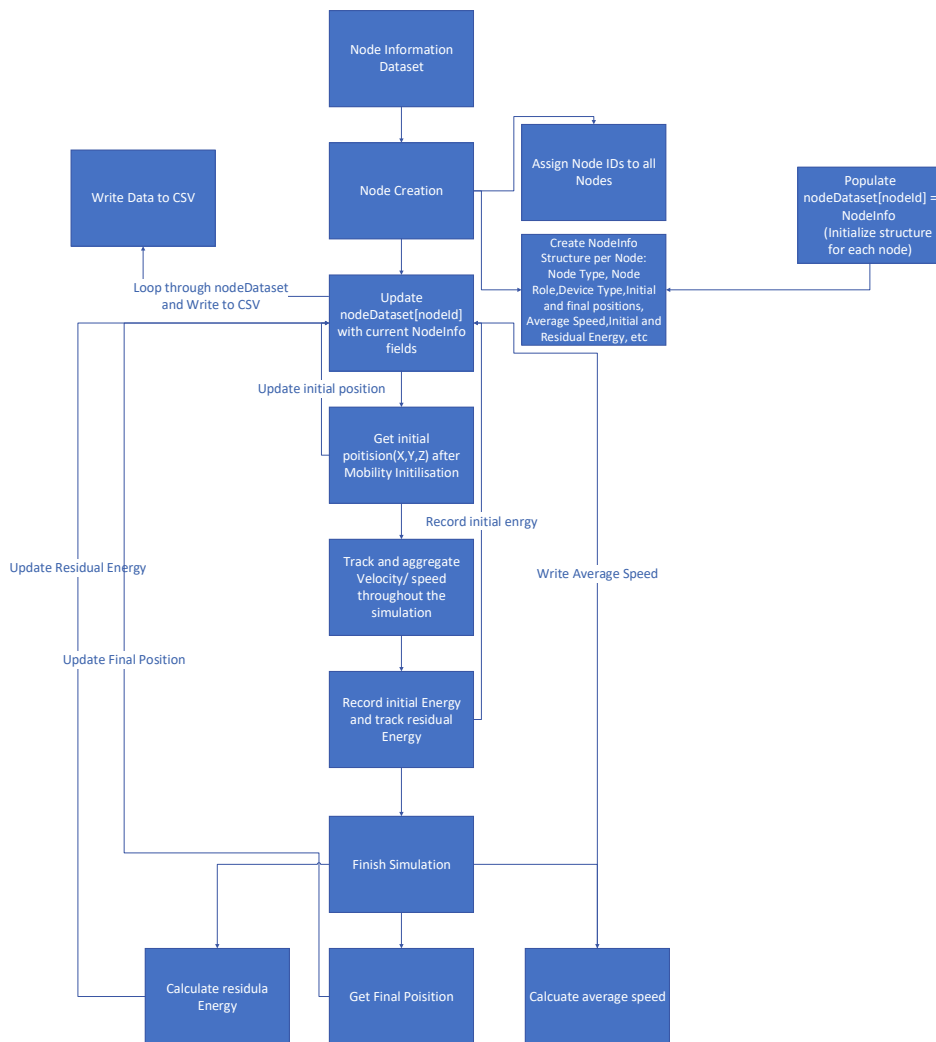 Node Information
Dataset
Node Creation
Assign Node IDs to all
Nodes
Write Data to CSV
Populate
nodeDataset[nodeId] =
NodeInfo
(Initialize structure
for each node)
Create NodeInfo
Structure per Node:
Node Type, Node
Role,Device Type,Initial
and final positions,
Average Speed,Initial and
Residual Energy, etc
Loop through nodeDataset
and Write to CSV
Update
nodeDataset[nodeId]
with current NodeInfo
fields
Update initial position
Get initial
poitision(X,Y,Z) after
Mobility Initilisation
Record initial enrgy
Update Residual Energy
Track and aggregate
Velocity/ speed
throughout the
simulation
Write Average Speed
Update Final Position
Record initial Energy
and track residual
Energy
Finish Simulation
Calculate residula
Energy
Get Final Poisition
Calcuate average speed